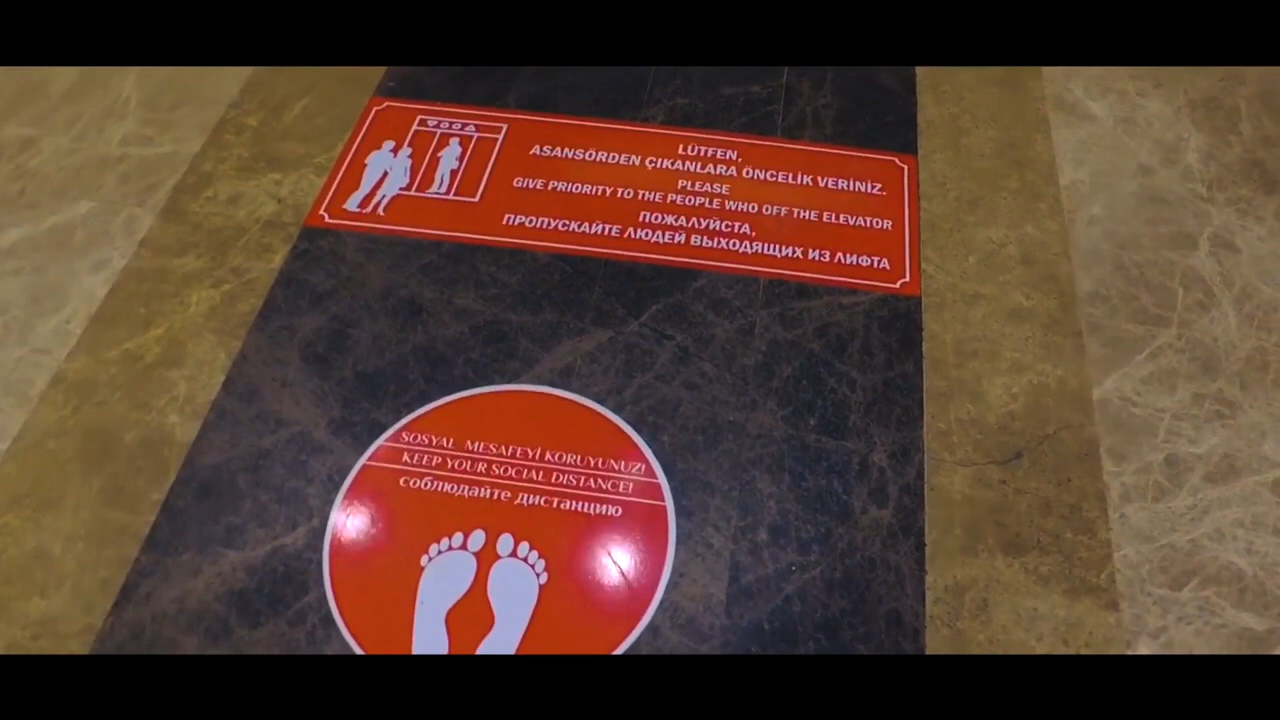 LÜTFEN,
ASANSÖRDEN ÇIKANLARA ÖNCELİK VERİNİZ.
PLEASE
GIVE PRIORITY TO THE PEOPLE WHO OFF THE ELEVATOR
ПОЖАЛУЙСТА,
ПРОПУСКАЙТЕ ЛЮДЕЙ ВЫХОДЯЩИХ ИЗ ЛИФТА
SOSYAL MESAFEYİ KORUYUNUZ!
KEEP YOUR SOCIAL DISTANCE!
соблюдайте дистанцию